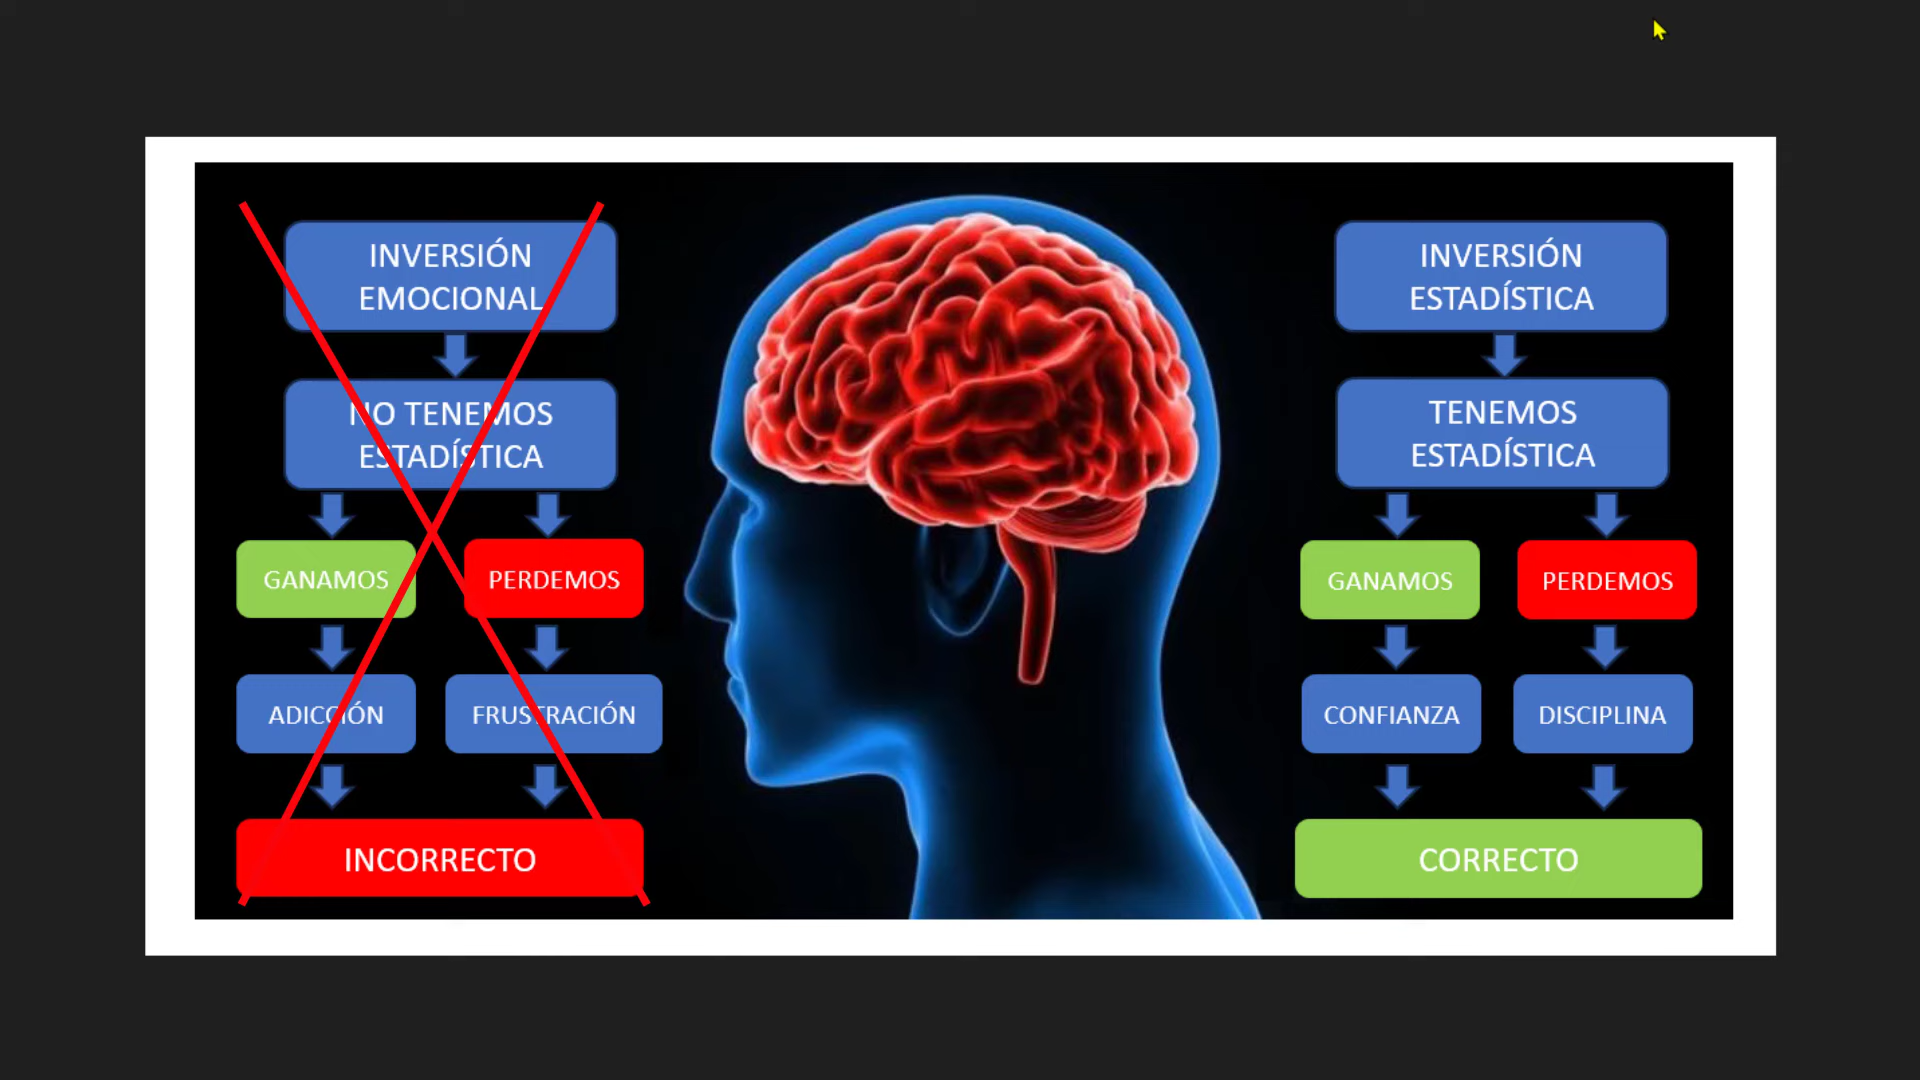 INVERSIÓN
EMOCIONAL
NO TENEMOS
ESTADÍSTICA
GANAMOS
PERDEMOS
ADICCIÓN
FRUSTRACIÓN
INCORRECTO
INVERSIÓN
ESTADÍSTICA
TENEMOS
ESTADÍSTICA
GANAMOS
PERDEMOS
CONFIANZA
DISCIPLINA
CORRECTO